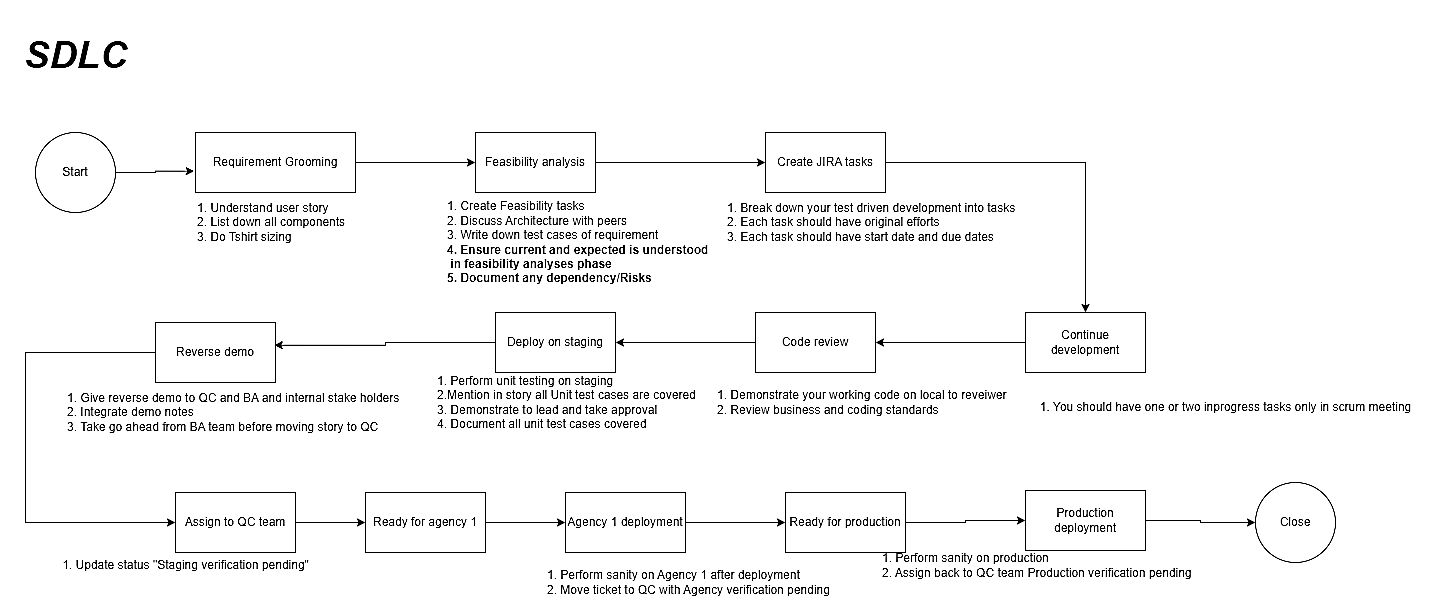 SDLC
Start
Requirement Grooming
Feasibility analysis
Create JIRA tasks
1. Understand user story
2. List down all components
3. Do Tshirt sizing
1. Create Feasibility tasks
2. Discuss Architecture with peers
3. Write down test cases of requirement
4. Ensure current and expected is understood
in feasibility analyses phase
5. Document any dependency/Risks
1. Break down your test driven development into tasks
2. Each task should have original efforts
3. Each task should have start date and due dates
Continue
development
1. You should have one or two inprogress tasks only in scrum meeting
Code review
1. Demonstrate your working code on local to reveiwer
2. Review business and coding standards
Deploy on staging
1. Perform unit testing on staging
2.Mention in story all Unit test cases are covered
3. Demonstrate to lead and take approval
4. Document all unit test cases covered
Reverse demo
1. Give reverse demo to QC and BA and internal stake holders
2. Integrate demo notes
3. Take go ahead from BA team before moving story to QC
Assign to QC team
1. Update status "Staging verification pending"
Ready for agency 1
Agency 1 deployment
1. Perform sanity on Agency 1 after deployment
2. Move ticket to QC with Agency verification pending
Ready for production
Production
deployment
1. Perform sanity on production
2. Assign back to QC team Production verification pending
Close